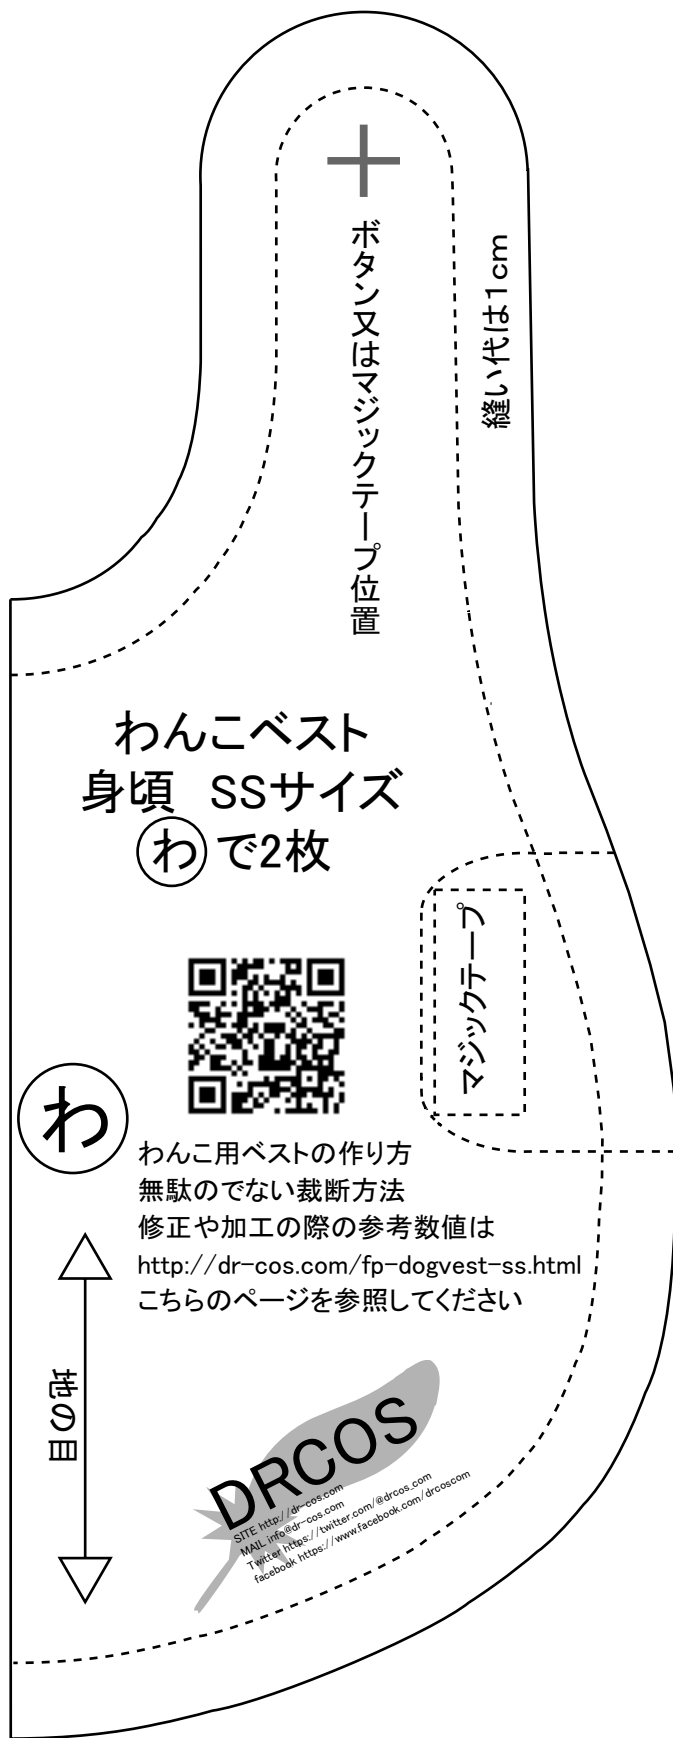 ボタン又はマジックテープ位置
縫い代は1cm
わんこベスト
身頃　SSサイズ
わ で2枚
マジックテープ
わ
わんこ用ベストの作り方
無駄のでない裁断方法
修正や加工の際の参考数値は
http://dr-cos.com/fp-dogvest-ss.html
こちらのページを参照してください
地の目
DRCOS
SITE http://dr-cos.com
MAIL info@dr-cos.com
Twitter https://twitter.com/@drcos_com
facebook https://www.facebook.com/drcoscom